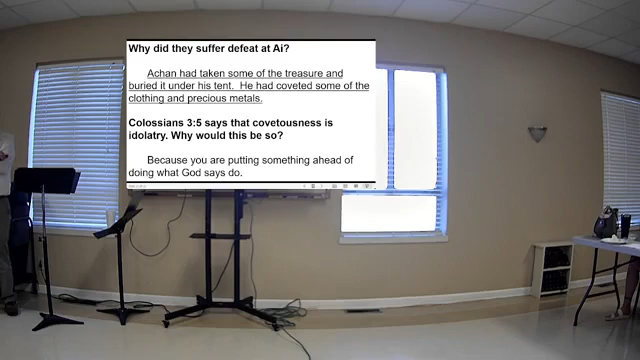 Why did they suffer defeat at Ai?
Achan had taken some of the treasure and
buried it under his tent. He had coveted some of the
clothing and precious metals.
Colossians 3:5 says that covetousness is
idolatry. Why would this be so?
Because you are putting something ahead of
doing what God says do.